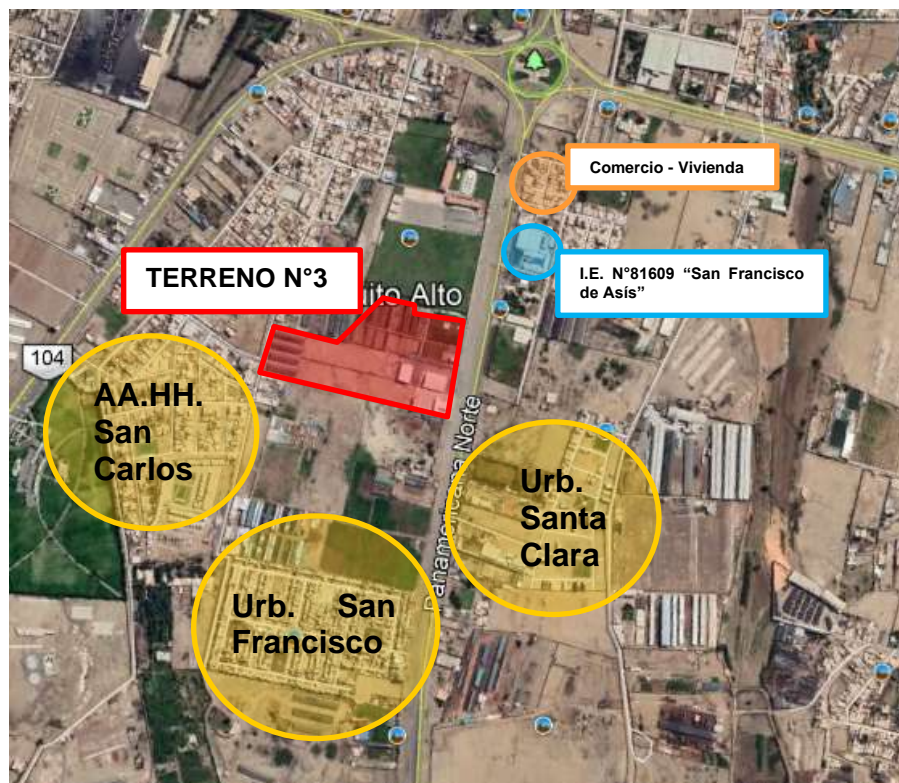 Comercio - Vivienda
I.E. N°81609 “San Francisco
de Asís”
TERRENO N°3
ito Alto
104
AA.HH.
San
Carlos
Panamericana Norte
Urb.
Santa
Clara
Urb. San
Francisco